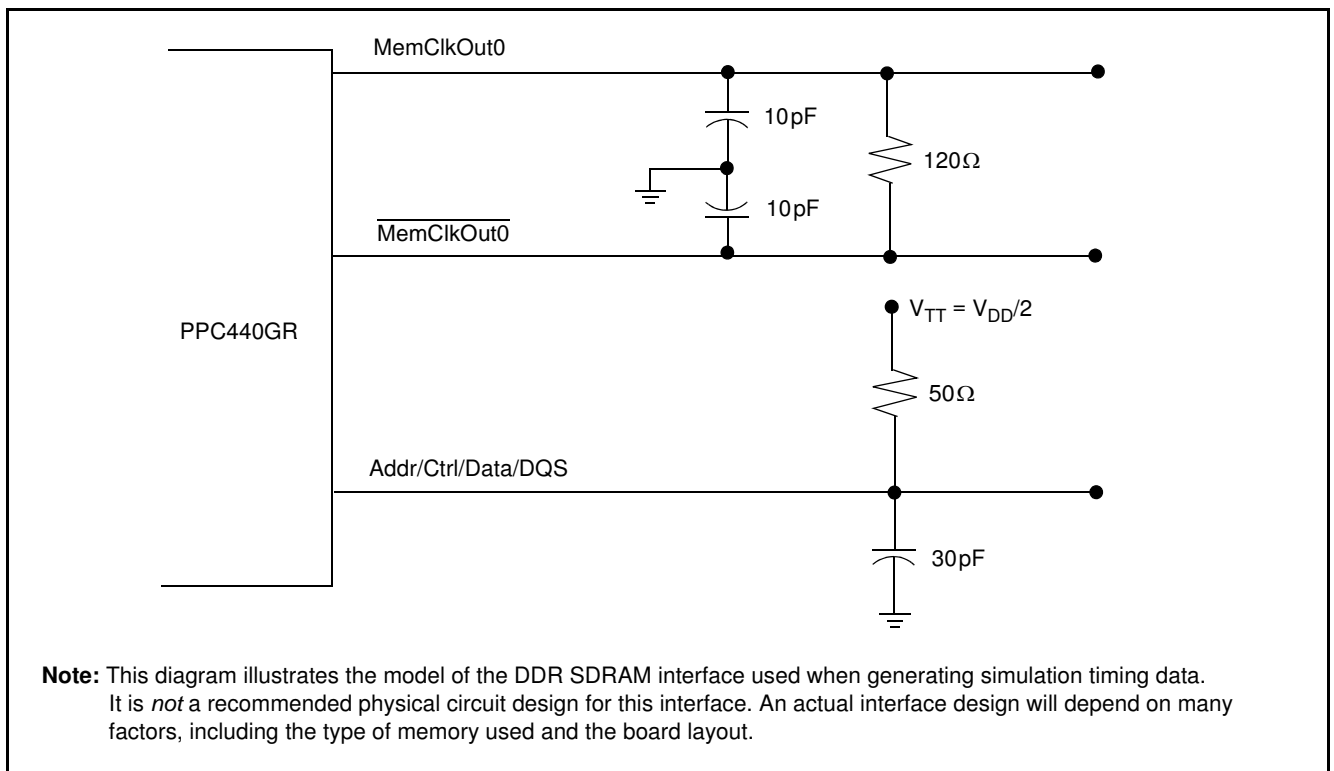 MemClkOut0
10pF
120Ω
10pF
MemClkOut0
V_TT = V_DD/2
PPC440GR
50Ω
Addr/Ctrl/Data/DQS
30pF
Note: This diagram illustrates the model of the DDR SDRAM interface used when generating simulation timing data.
It is not a recommended physical circuit design for this interface. An actual interface design will depend on many
factors, including the type of memory used and the board layout.